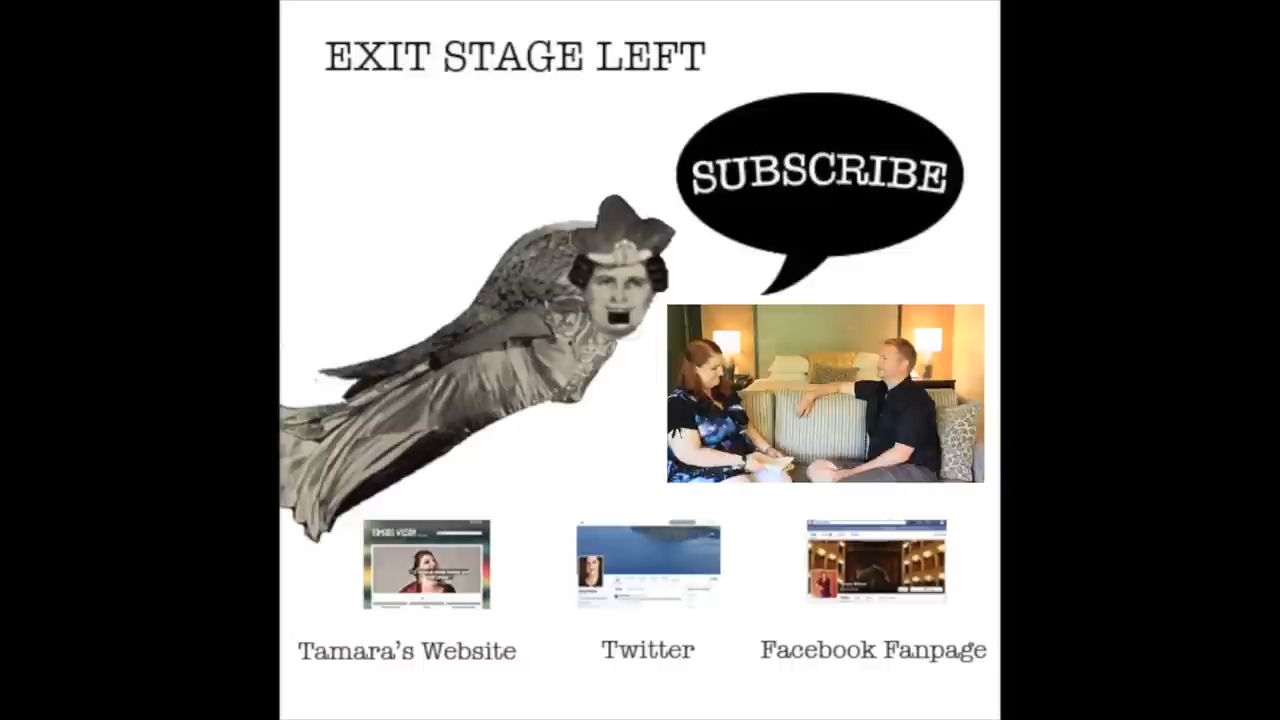 EXIT STAGE LEFT
SUBSCRIBE
Tamara's Website
Twitter
Facebook Fanpage